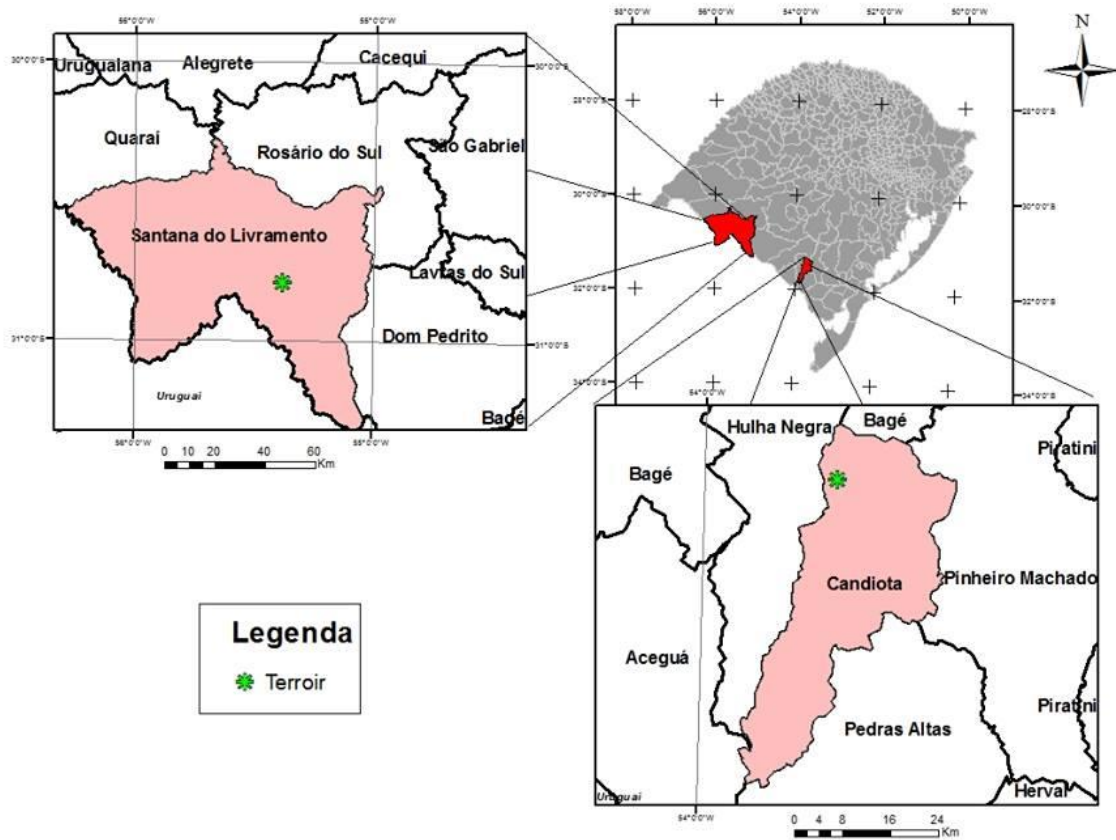 56°0'0"W
55°0'0"W
30°0'0"S
30°0'0"S
Uruguaiana
Alegrete
Cacequi
Quaraí
Rosário do Sul
São Gabriel
Santana do Livramento
Lavras do Sul
Dom Pedrito
31°0'0"S
31°0'0"S
Uruguai
Bagé
56°0'0"W
55°0'0"W
0 5 10 20 40 60
Km
58°0'0"W
56°0'0"W
54°0'0"W
52°0'0"W
50°0'0"W
N
28°0'0"S
28°0'0"S
30°0'0"S
30°0'0"S
32°0'0"S
32°0'0"S
34°0'0"S
34°0'0"S
54°0'0"W
Hulha Negra
Bagé
Piratini
Bagé
Candiota
Pinheiro Machado
Aceguá
Piratini
Pedras Altas
Uruguai
Herval
54°0'0"W
0 4 8 16 24
Km
Legenda
Terroir